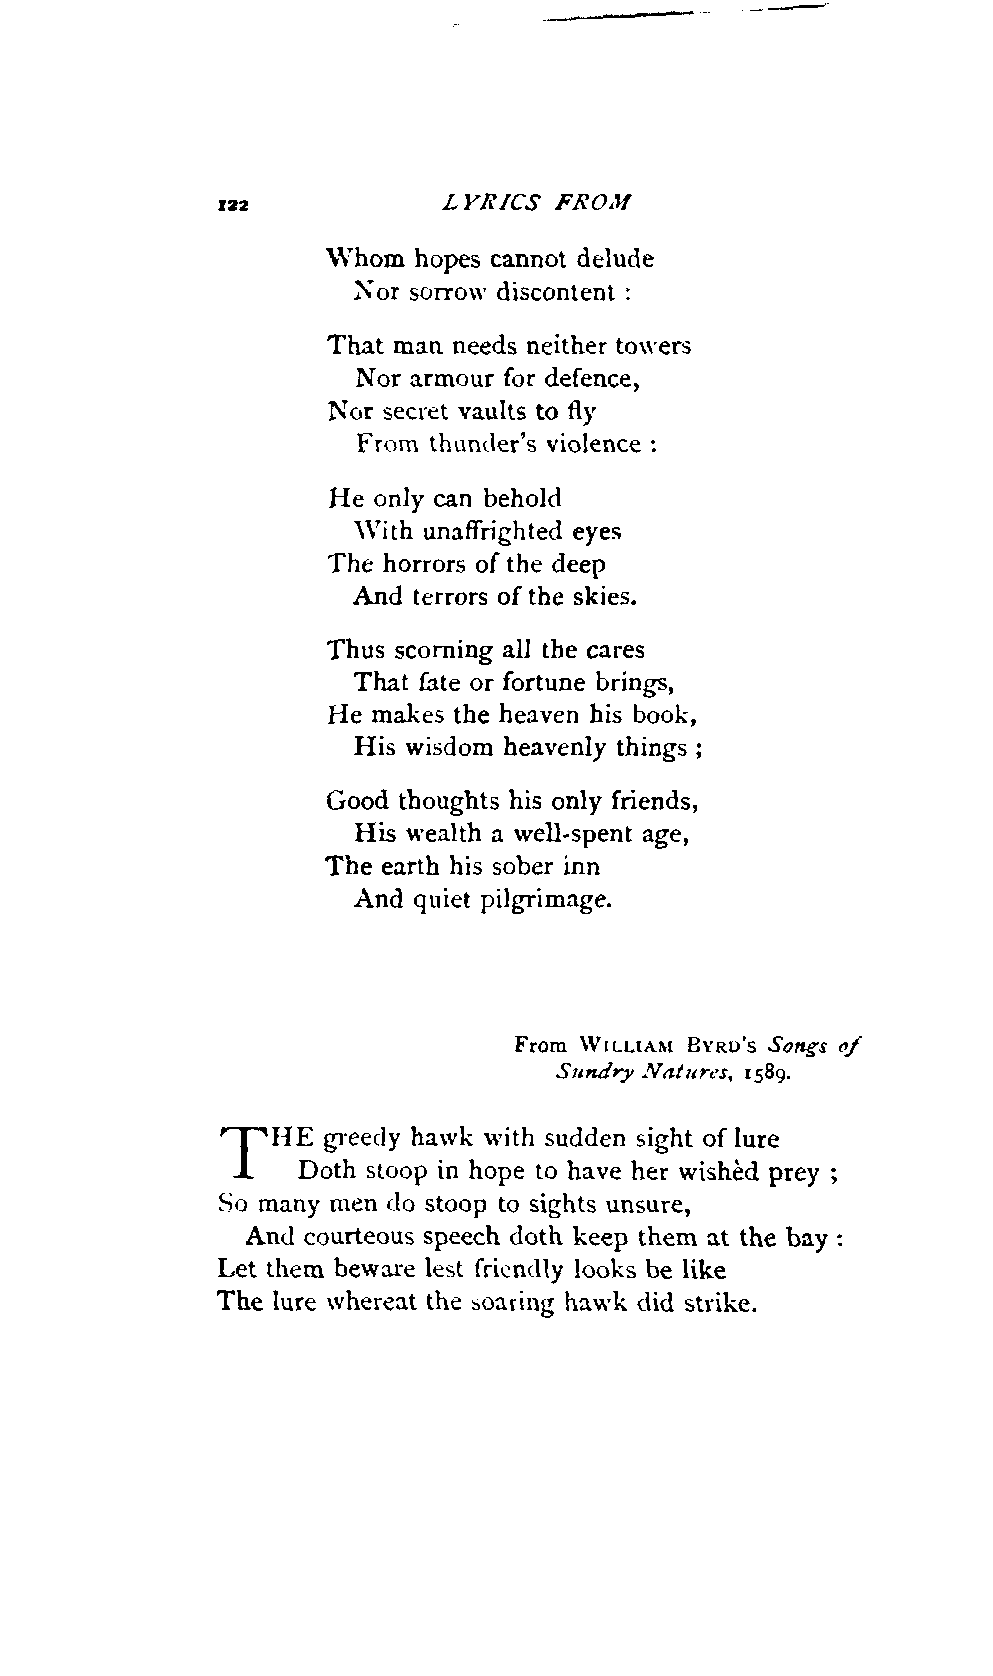 122 LYRICS FROM
Whom hopes cannot delude
Nor sorrow discontent :
That man needs neither towers
Nor armour for defence,
Nor secret vaults to fly
From thunder's violence :
He only can behold
With unaffrighted eyes
The horrors of the deep
And terrors of the skies.
Thus scorning all the cares
That fate or fortune brings,
He makes the heaven his book,
His wisdom heavenly things ;
Good thoughts his only friends,
His wealth a well-spent age,
The earth his sober inn
And quiet pilgrimage.
From WILLIAM BYRD'S Songs of
Sundry Natures, 1589.
THE greedy hawk with sudden sight of lure
Doth stoop in hope to have her wishèd prey ;
So many men do stoop to sights unsure,
And courteous speech doth keep them at the bay :
Let them beware lest friendly looks be like
The lure whereat the soaring hawk did strike.